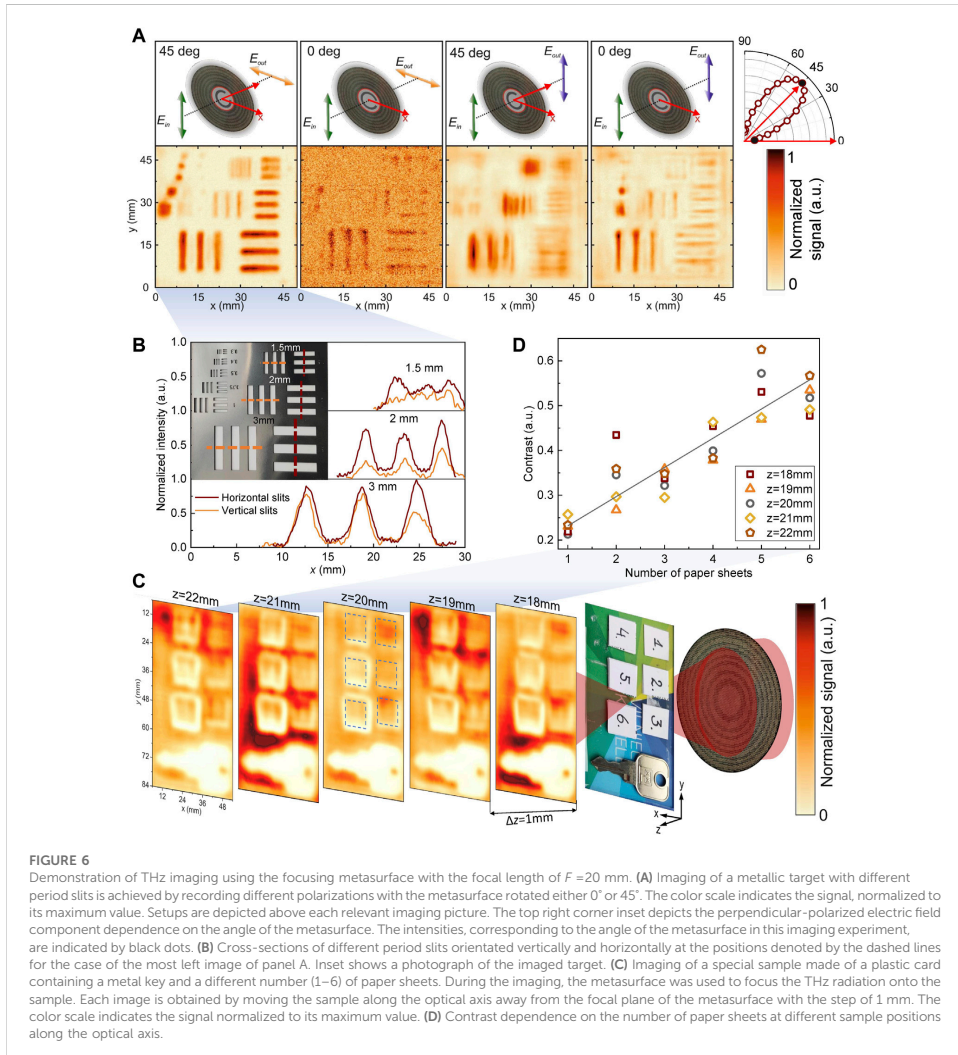 A
45 deg
E_out
E_in
x
0 deg
E_out
E_in
x
45 deg
E_out
E_in
x
0 deg
E_out
E_in
x
90
60
45
30
0
45
30
15
0
y (mm)
0 15 30 45
x (mm)
0 15 30 45
x (mm)
0 15 30 45
x (mm)
0 15 30 45
x (mm)
1
0
Normalized
signal (a.u.)
B
1.0
0.5
1.0
0.5
1.0
0.5
0.0
Normalized intensity (a.u.)
1.5mm
2mm
3mm
1.5 mm
2 mm
3 mm
Horizontal slits
Vertical slits
0 5 10 15 20 25 30
x (mm)
D
0.6
0.5
0.4
0.3
0.2
Contrast (a.u.)
z=18mm
z=19mm
z=20mm
z=21mm
z=22mm
1 2 3 4 5 6
Number of paper sheets
C
z=22mm
z=21mm
z=20mm
z=19mm
z=18mm
12
24
36
48
60
72
84
y (mm)
12 24 36 48
x (mm)
Δz=1mm
4. 1.
5. 2.
6. 3.
y
x
z
1
0
Normalized signal (a.u.)
FIGURE 6
Demonstration of THz imaging using the focusing metasurface with the focal length of F =20 mm. (A) Imaging of a metallic target with different
period slits is achieved by recording different polarizations with the metasurface rotated either 0° or 45°. The color scale indicates the signal, normalized to
its maximum value. Setups are depicted above each relevant imaging picture. The top right corner inset depicts the perpendicular-polarized electric field
component dependence on the angle of the metasurface. The intensities, corresponding to the angle of the metasurface in this imaging experiment,
are indicated by black dots. (B) Cross-sections of different period slits orientated vertically and horizontally at the positions denoted by the dashed lines
for the case of the most left image of panel A. Inset shows a photograph of the imaged target. (C) Imaging of a special sample made of a plastic card
containing a metal key and a different number (1–6) of paper sheets. During the imaging, the metasurface was used to focus the THz radiation onto the
sample. Each image is obtained by moving the sample along the optical axis away from the focal plane of the metasurface with the step of 1 mm. The
color scale indicates the signal normalized to its maximum value. (D) Contrast dependence on the number of paper sheets at different sample positions
along the optical axis.